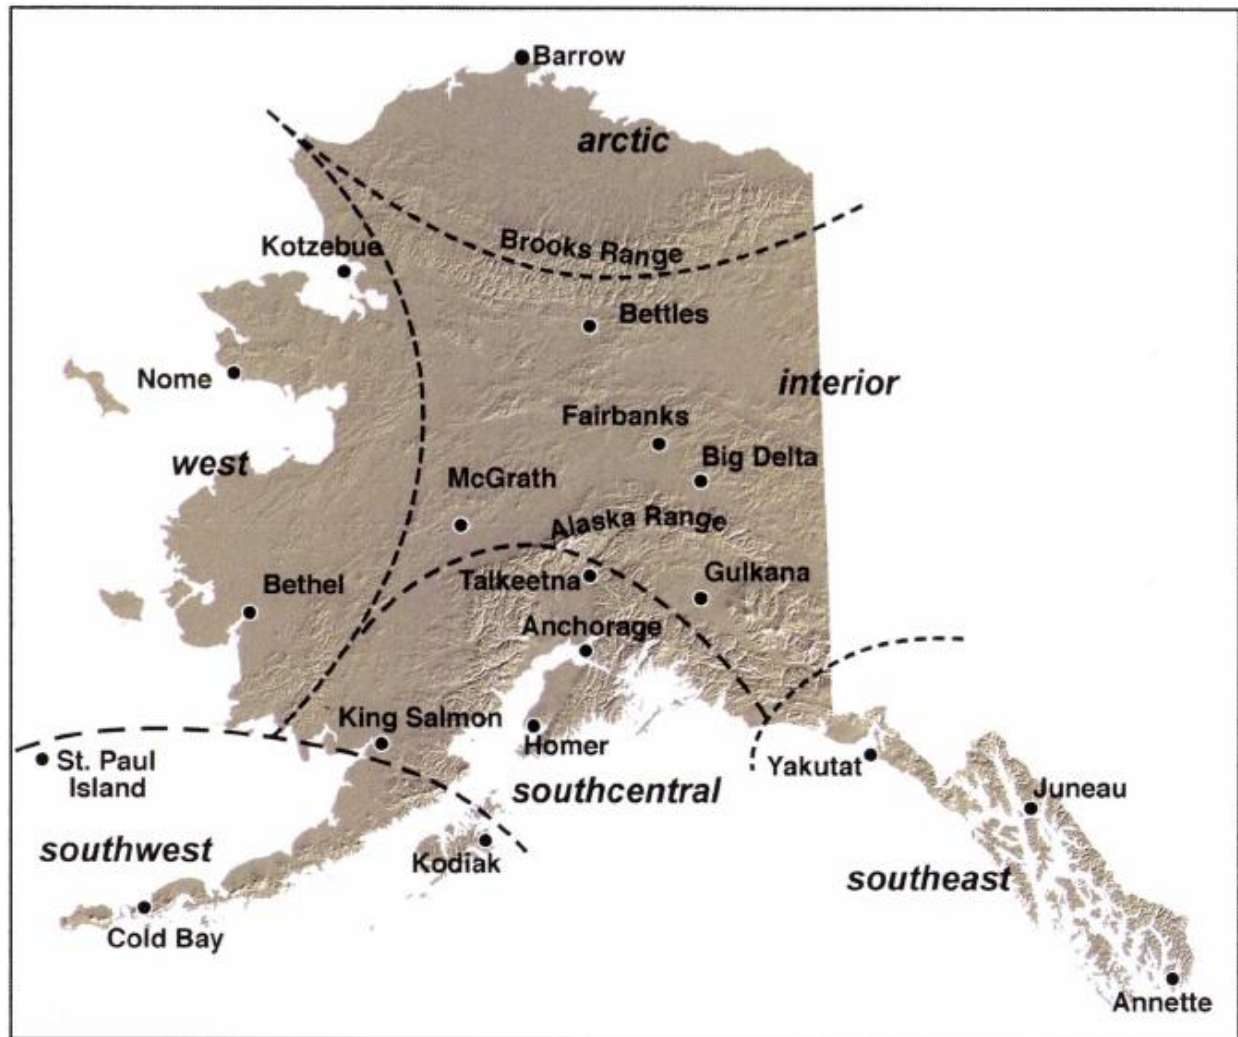 Barrow
arctic
Brooks Range
Kotzebue
Bettles
Nome
interior
Fairbanks
west
Big Delta
McGrath
Alaska Range
Talkeetna
Gulkana
Bethel
Anchorage
King Salmon
Homer
St. Paul
Island
Yakutat
southcentral
Juneau
southwest
Kodiak
southeast
Cold Bay
Annette